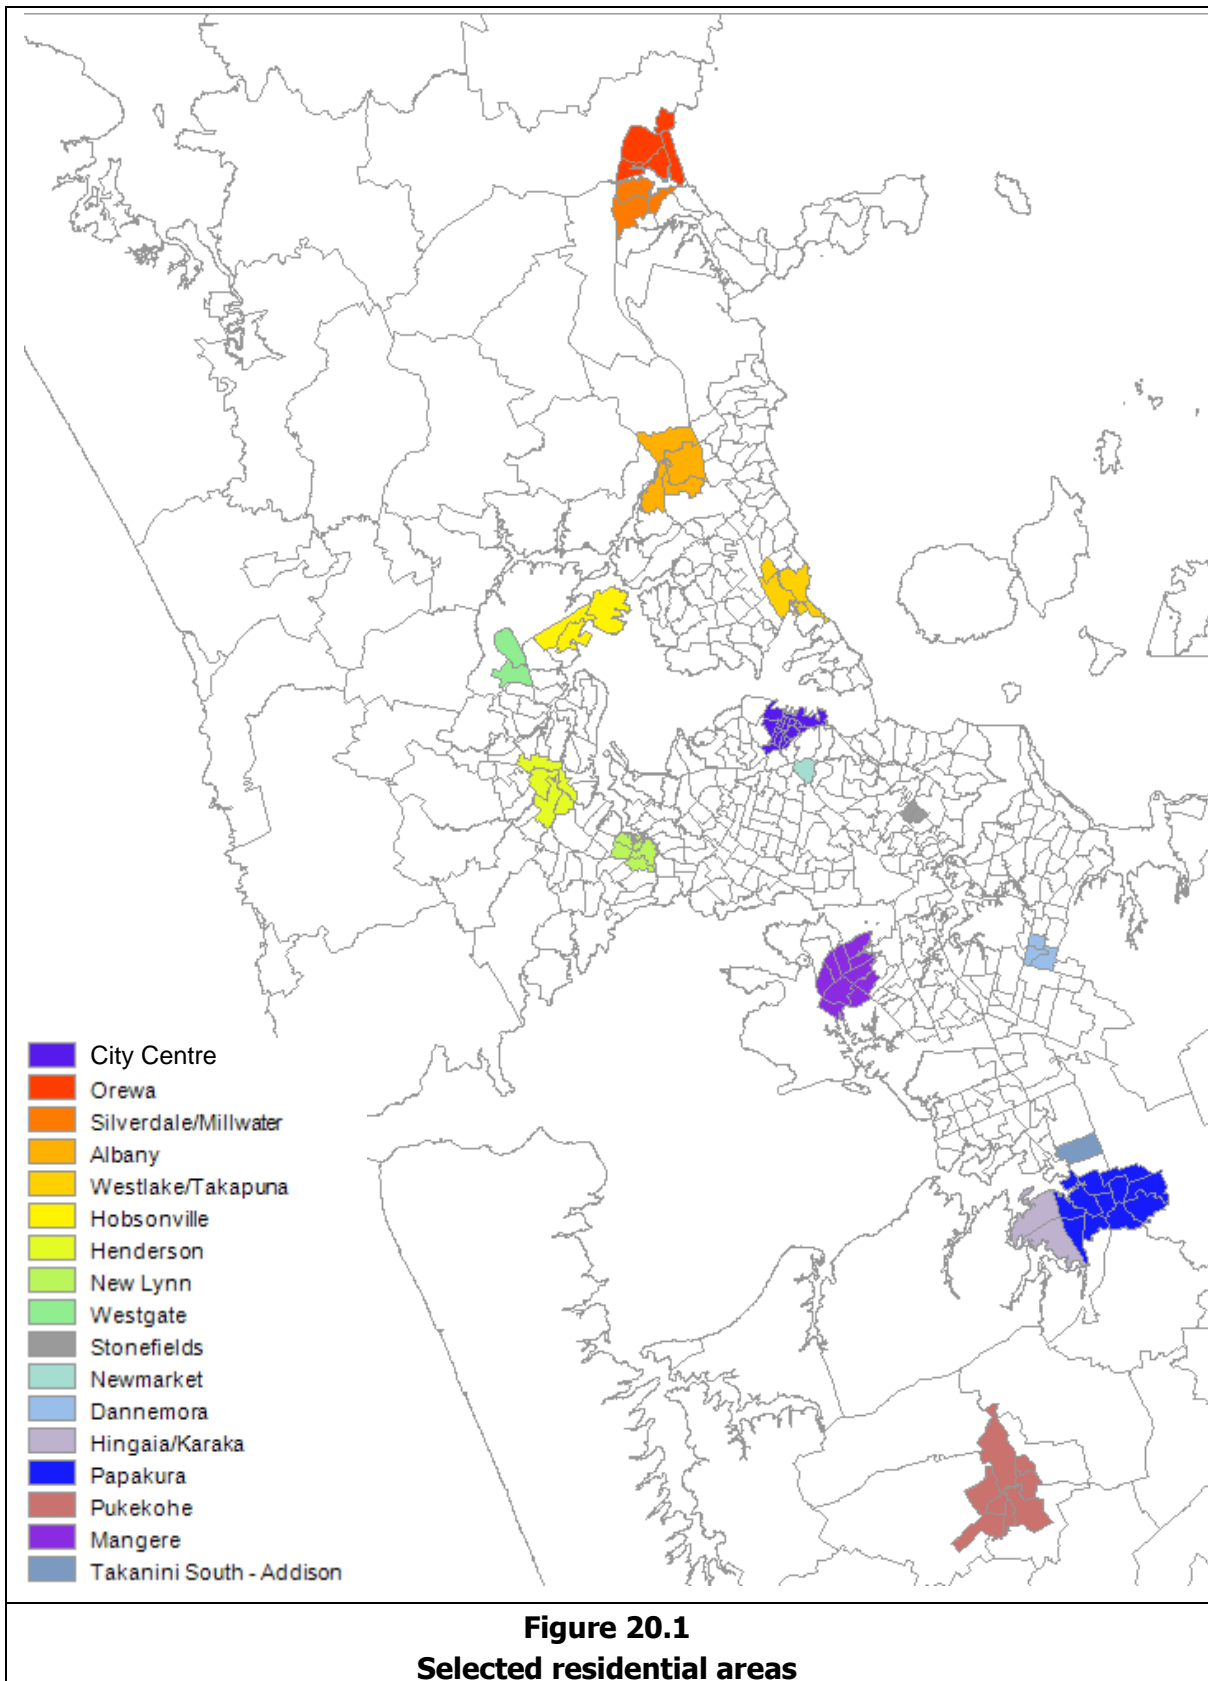 City Centre
Orewa
Silverdale/Millwater
Albany
Westlake/Takapuna
Hobsonville
Henderson
New Lynn
Westgate
Stonefields
Newmarket
Dannemora
Hingaia/Karaka
Papakura
Pukekohe
Mangere
Takanini South - Addison
Figure 20.1
Selected residential areas